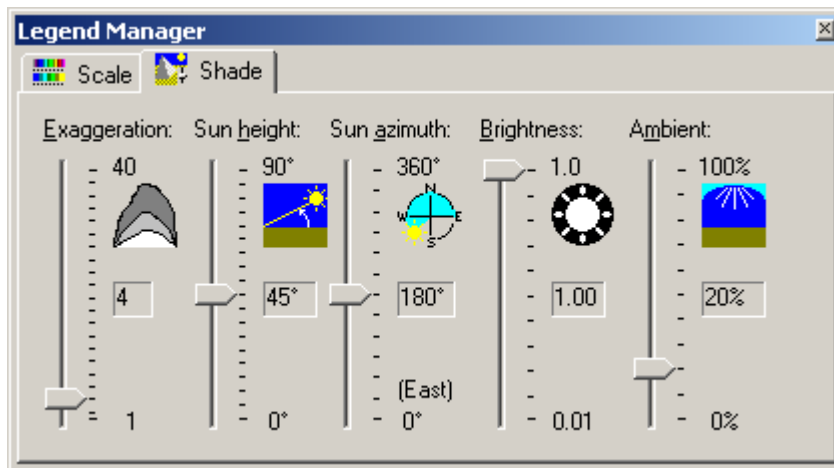 Legend Manager
Scale Shade
Exaggeration: Sun height: Sun azimuth: Brightness: Ambient:
40 90° 360° 1.0 100%
N
W E
S
4 45° 180° 1.00 20%
(East)
1 0° 0° 0.01 0%